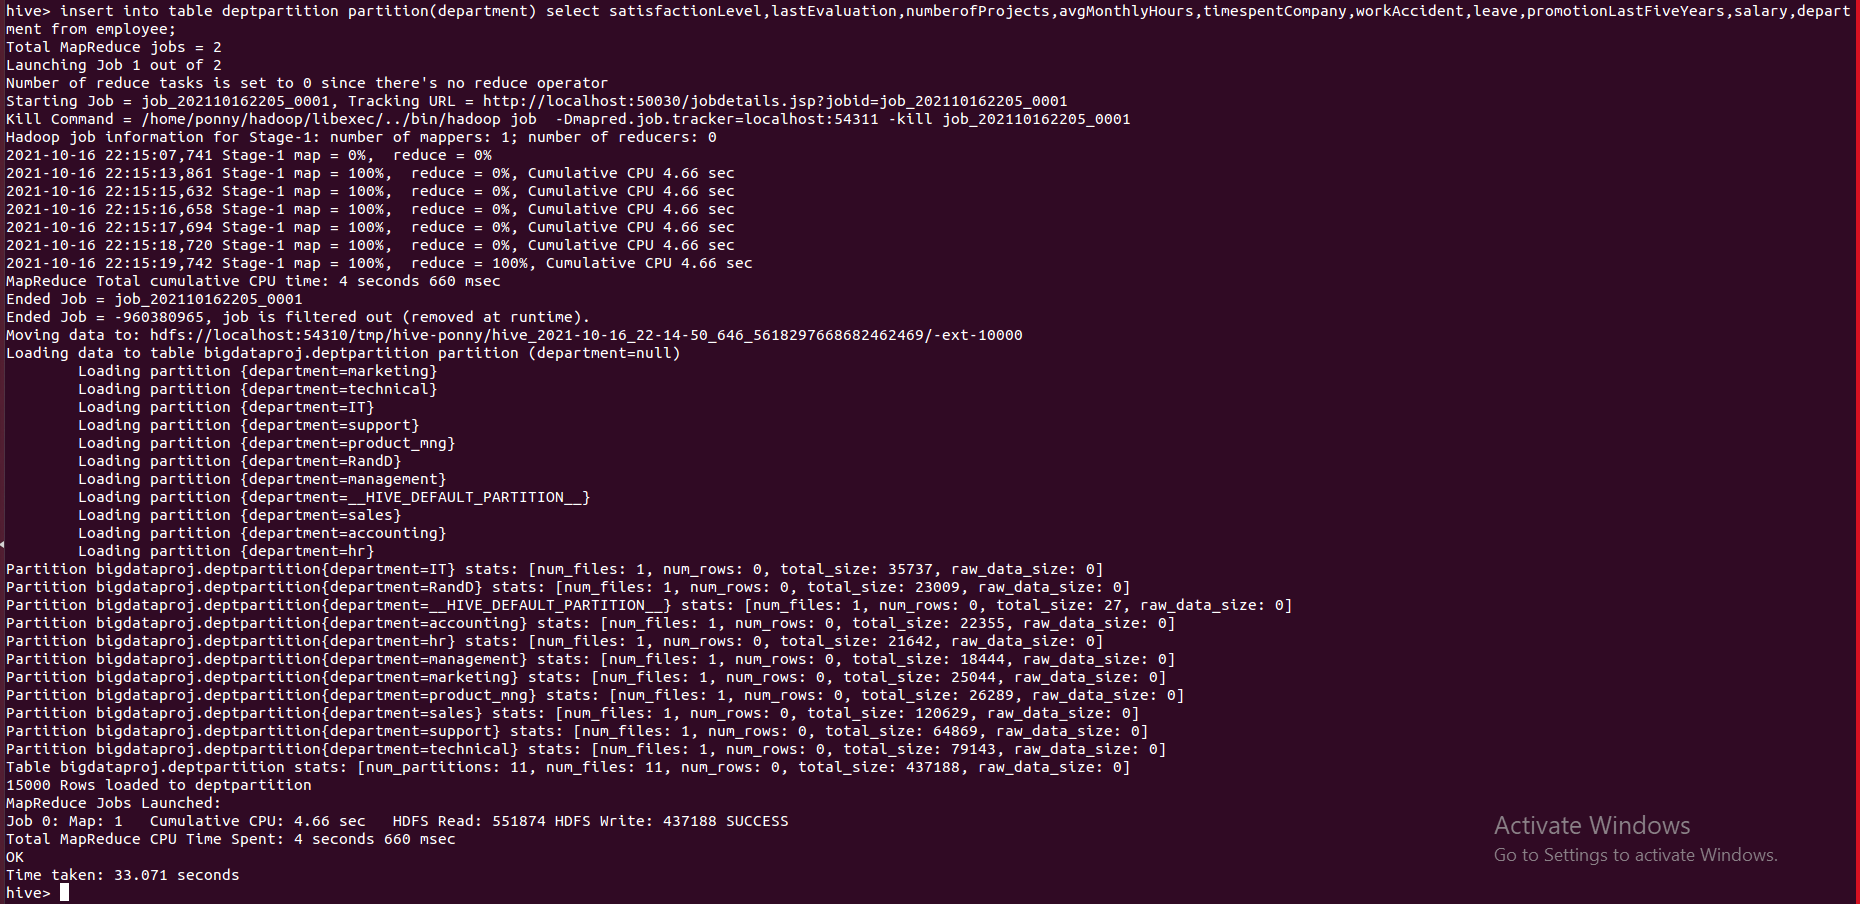 hive> insert into table deptpartition partition(department) select satisfactionLevel,lastEvaluation,numberofProjects,avgMonthlyHours,timespentCompany,workAccident,leave,promotionLastFiveYears,salary,depart
ment from employee;
Total MapReduce jobs = 2
Launching Job 1 out of 2
Number of reduce tasks is set to 0 since there's no reduce operator
Starting Job = job_202110162205_0001, Tracking URL = http://localhost:50030/jobdetails.jsp?jobid=job_202110162205_0001
Kill Command = /home/ponny/hadoop/libexec/../bin/hadoop job  -Dmapred.job.tracker=localhost:54311 -kill job_202110162205_0001
Hadoop job information for Stage-1: number of mappers: 1; number of reducers: 0
2021-10-16 22:15:07,741 Stage-1 map = 0%,  reduce = 0%
2021-10-16 22:15:13,861 Stage-1 map = 100%,  reduce = 0%, Cumulative CPU 4.66 sec
2021-10-16 22:15:15,632 Stage-1 map = 100%,  reduce = 0%, Cumulative CPU 4.66 sec
2021-10-16 22:15:16,658 Stage-1 map = 100%,  reduce = 0%, Cumulative CPU 4.66 sec
2021-10-16 22:15:17,694 Stage-1 map = 100%,  reduce = 0%, Cumulative CPU 4.66 sec
2021-10-16 22:15:18,720 Stage-1 map = 100%,  reduce = 0%, Cumulative CPU 4.66 sec
2021-10-16 22:15:19,742 Stage-1 map = 100%,  reduce = 100%, Cumulative CPU 4.66 sec
MapReduce Total cumulative CPU time: 4 seconds 660 msec
Ended Job = job_202110162205_0001
Ended Job = -960380965, job is filtered out (removed at runtime).
Moving data to: hdfs://localhost:54310/tmp/hive-ponny/hive_2021-10-16_22-14-50_646_5618297668682462469/-ext-10000
Loading data to table bigdataproj.deptpartition partition (department=null)
Loading partition {department=marketing}
Loading partition {department=technical}
Loading partition {department=IT}
Loading partition {department=support}
Loading partition {department=product_mng}
Loading partition {department=RandD}
Loading partition {department=management}
Loading partition {department=__HIVE_DEFAULT_PARTITION__}
Loading partition {department=sales}
Loading partition {department=accounting}
Loading partition {department=hr}
Partition bigdataproj.deptpartition{department=IT} stats: [num_files: 1, num_rows: 0, total_size: 35737, raw_data_size: 0]
Partition bigdataproj.deptpartition{department=RandD} stats: [num_files: 1, num_rows: 0, total_size: 23009, raw_data_size: 0]
Partition bigdataproj.deptpartition{department=__HIVE_DEFAULT_PARTITION__} stats: [num_files: 1, num_rows: 0, total_size: 27, raw_data_size: 0]
Partition bigdataproj.deptpartition{department=accounting} stats: [num_files: 1, num_rows: 0, total_size: 22355, raw_data_size: 0]
Partition bigdataproj.deptpartition{department=hr} stats: [num_files: 1, num_rows: 0, total_size: 21642, raw_data_size: 0]
Partition bigdataproj.deptpartition{department=management} stats: [num_files: 1, num_rows: 0, total_size: 18444, raw_data_size: 0]
Partition bigdataproj.deptpartition{department=marketing} stats: [num_files: 1, num_rows: 0, total_size: 25044, raw_data_size: 0]
Partition bigdataproj.deptpartition{department=product_mng} stats: [num_files: 1, num_rows: 0, total_size: 26289, raw_data_size: 0]
Partition bigdataproj.deptpartition{department=sales} stats: [num_files: 1, num_rows: 0, total_size: 120629, raw_data_size: 0]
Partition bigdataproj.deptpartition{department=support} stats: [num_files: 1, num_rows: 0, total_size: 64869, raw_data_size: 0]
Partition bigdataproj.deptpartition{department=technical} stats: [num_files: 1, num_rows: 0, total_size: 79143, raw_data_size: 0]
Table bigdataproj.deptpartition stats: [num_partitions: 11, num_files: 11, num_rows: 0, total_size: 437188, raw_data_size: 0]
15000 Rows loaded to deptpartition
MapReduce Jobs Launched:
Job 0: Map: 1   Cumulative CPU: 4.66 sec   HDFS Read: 551874 HDFS Write: 437188 SUCCESS
Total MapReduce CPU Time Spent: 4 seconds 660 msec
OK
Time taken: 33.071 seconds
hive>
Activate Windows
Go to Settings to activate Windows.